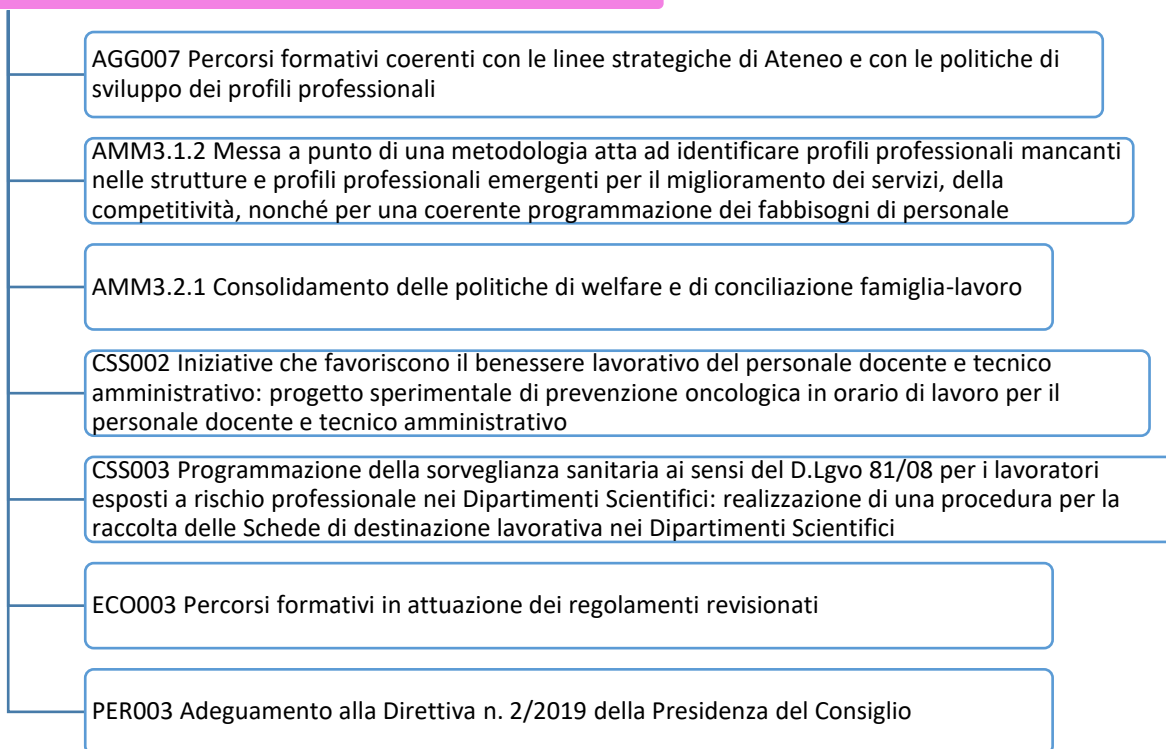 AGG007 Percorsi formativi coerenti con le linee strategiche di Ateneo e con le politiche di
sviluppo dei profili professionali
AMM3.1.2 Messa a punto di una metodologia atta ad identificare profili professionali mancanti
nelle strutture e profili professionali emergenti per il miglioramento dei servizi, della
competitività, nonché per una coerente programmazione dei fabbisogni di personale
AMM3.2.1 Consolidamento delle politiche di welfare e di conciliazione famiglia-lavoro
CSS002 Iniziative che favoriscono il benessere lavorativo del personale docente e tecnico
amministrativo: progetto sperimentale di prevenzione oncologica in orario di lavoro per il
personale docente e tecnico amministrativo
CSS003 Programmazione della sorveglianza sanitaria ai sensi del D.Lgvo 81/08 per i lavoratori
esposti a rischio professionale nei Dipartimenti Scientifici: realizzazione di una procedura per la
raccolta delle Schede di destinazione lavorativa nei Dipartimenti Scientifici
ECO003 Percorsi formativi in attuazione dei regolamenti revisionati
PER003 Adeguamento alla Direttiva n. 2/2019 della Presidenza del Consiglio